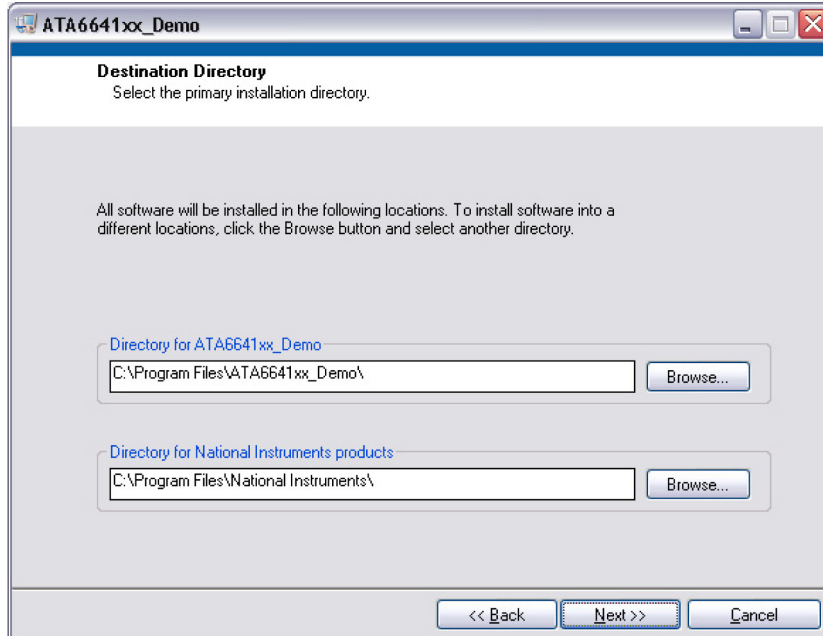 ATA6641xx_Demo
Destination Directory
Select the primary installation directory.
All software will be installed in the following locations. To install software into a
different locations, click the Browse button and select another directory.
Directory for ATA6641xx_Demo
C:\Program Files\ATA6641xx_Demo\
Browse...
Directory for National Instruments products
C:\Program Files\National Instruments\
Browse...
<< Back
Next >>
Cancel